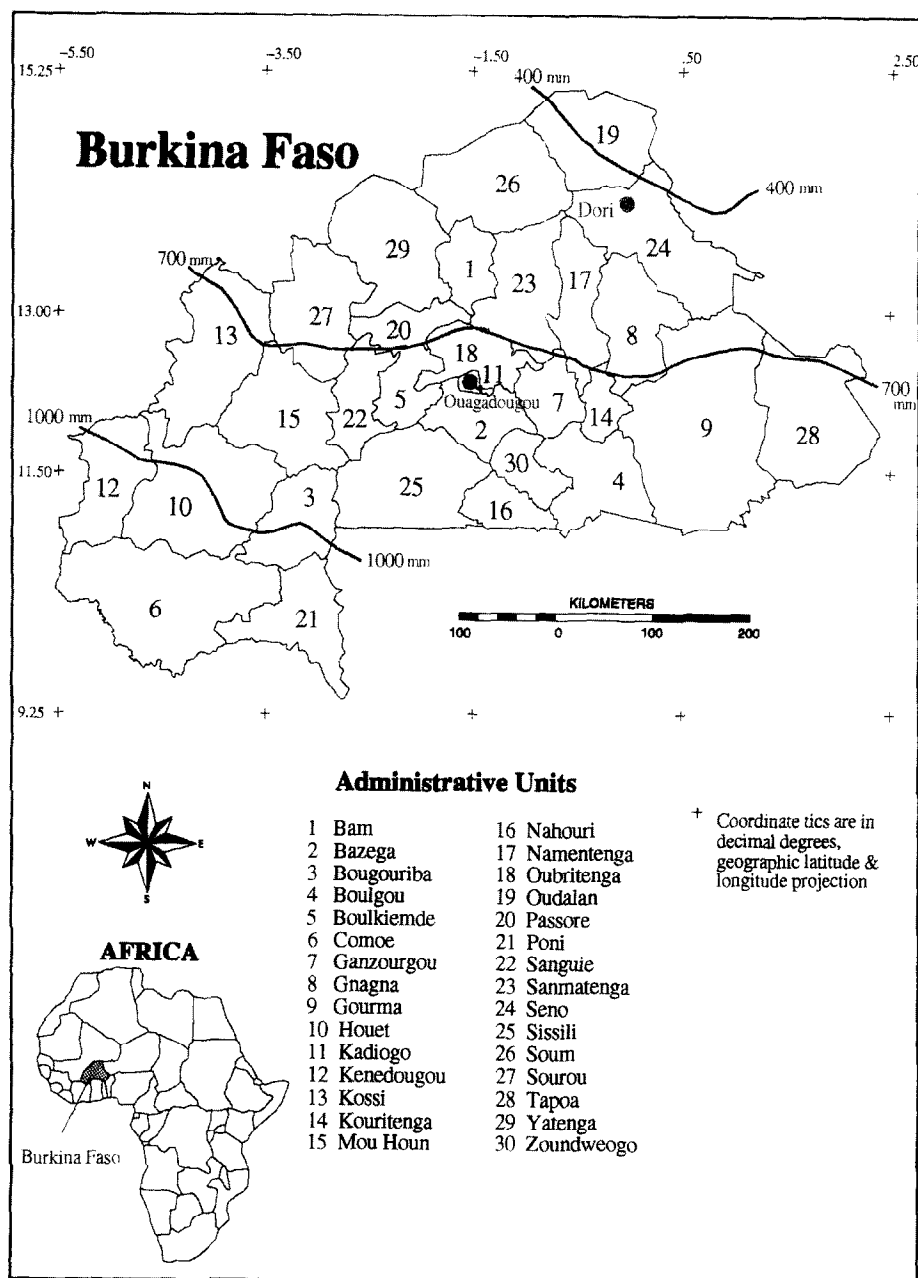 -5.50 -3.50 -1.50 .50 2.50
15.25
400 mm
Burkina Faso
19
26
400 mm
Dori
29
24
700 mm
1
23
17
13.00
27
20
8
13
18
11
Ouagadougou
5
7
700 mm
1000 mm
15
22
14
9
2
28
11.50
30
12
25
4
10
3
16
1000 mm
6
21
KILOMETERS
100 0 100 200
9.25
Administrative Units
N
W E
S
1 Bam
2 Bazega
3 Bougouriba
4 Boulgou
5 Boulkiemde
6 Comoe
7 Ganzourgou
8 Gnagna
9 Gourma
10 Houet
11 Kadiogo
12 Kenedougou
13 Kossi
14 Kouritenga
15 Mou Houn
16 Nahouri
17 Namentenga
18 Oubritenga
19 Oudalan
20 Passore
21 Poni
22 Sanguie
23 Sanmatenga
24 Seno
25 Sissili
26 Soum
27 Sourou
28 Tapoa
29 Yatenga
30 Zoundweogo
+ Coordinate tics are in
decimal degrees,
geographic latitude &
longitude projection
AFRICA
Burkina Faso